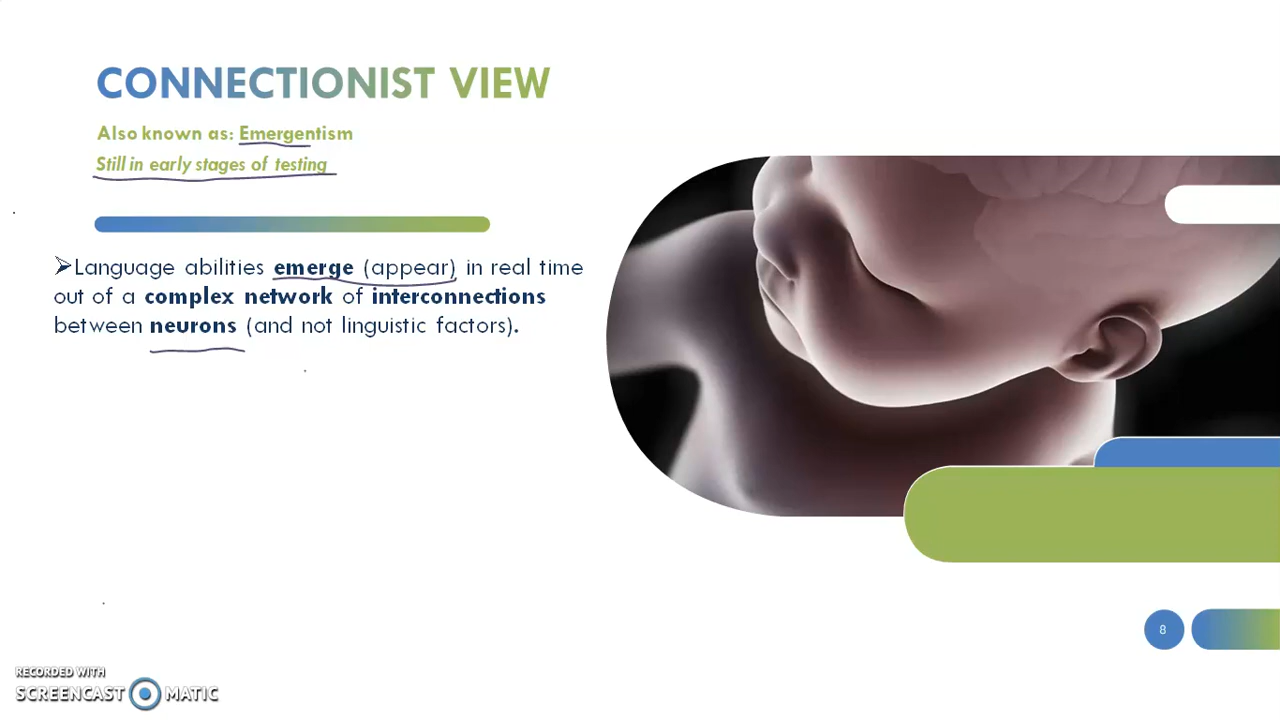 CONNECTIONIST VIEW
Also known as: Emergentism
Still in early stages of testing
➢Language abilities emerge (appear) in real time
out of a complex network of interconnections
between neurons (and not linguistic factors).
8
RECORDED WITH
SCREENCAST MATIC